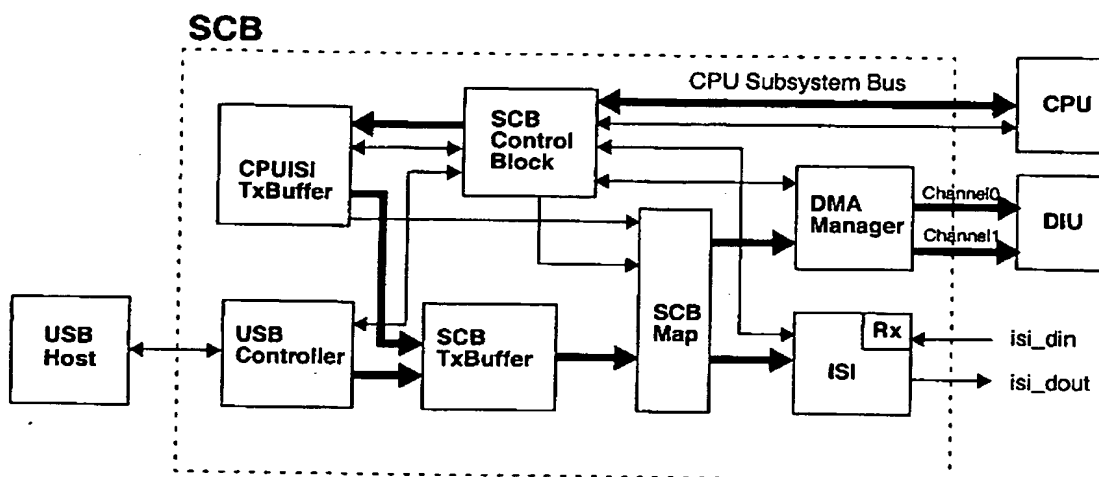 SCB
CPU Subsystem Bus
CPU
SCB
Control
Block
CPUISI
TxBuffer
DMA
Manager
Channel0
Channel1
DIU
USB
Host
USB
Controller
SCB
TxBuffer
SCB
Map
Rx
ISI
isi_din
isi_dout